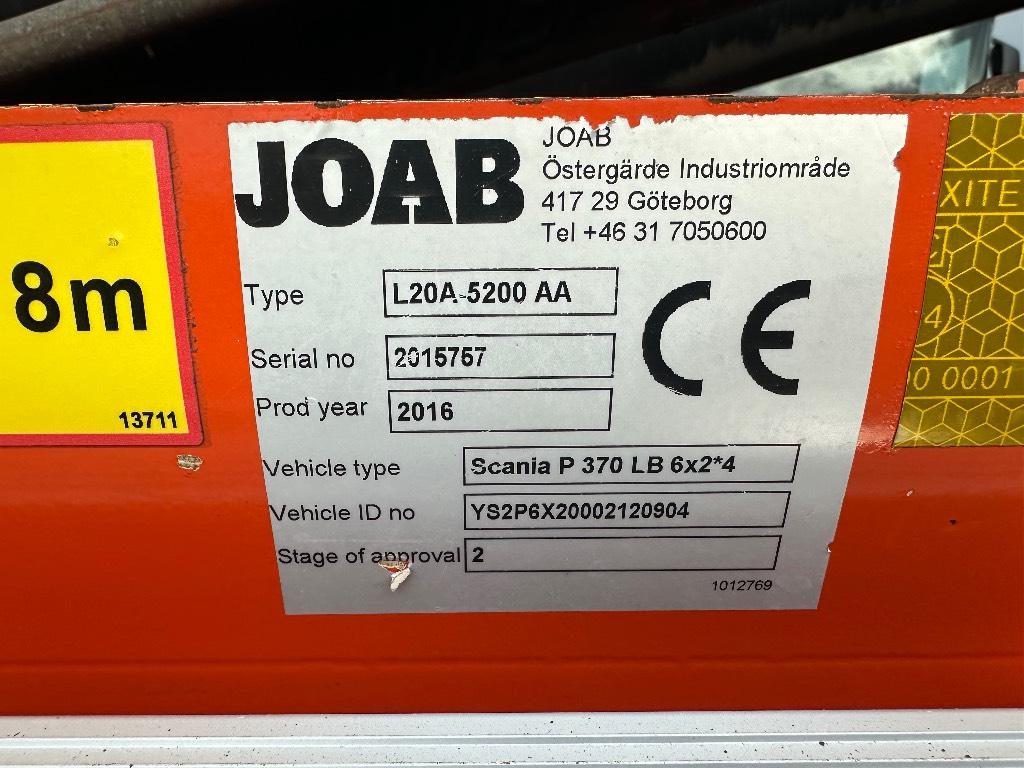 8m
13711
JOAB
JOAB
Östergärde Industriområde
417 29 Göteborg
Tel +46 31 7050600
Type L20A-5200 AA
Serial no 2015757
Prod year 2016
CE
Vehicle type Scania P 370 LB 6x2*4
Vehicle ID no YS2P6X20002120904
Stage of approval 2
1012769
XITE
4
0 0001